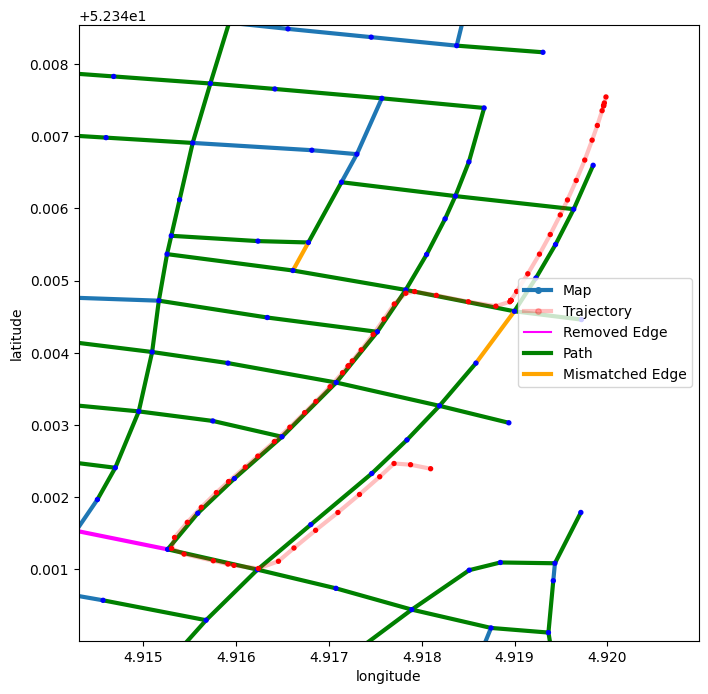 +5.234e1
0.008
0.007
0.006
0.005
0.004
0.003
0.002
0.001
latitude
Map
Trajectory
Removed Edge
Path
Mismatched Edge
4.915 4.916 4.917 4.918 4.919 4.920
longitude